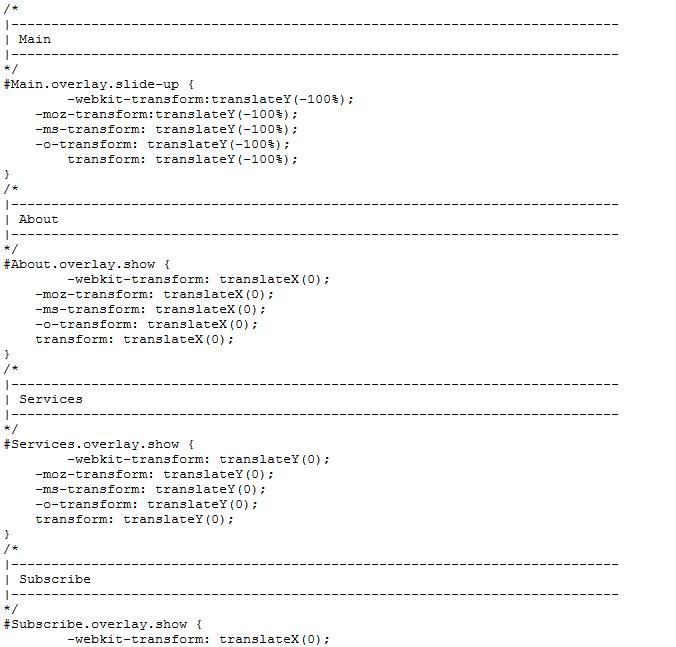 /*
|----------------------------------------------------------------------------
| Main
|----------------------------------------------------------------------------
*/
#Main.overlay.slide-up {
        -webkit-transform:translateY(-100%);
    -moz-transform:translateY(-100%);
    -ms-transform: translateY(-100%);
    -o-transform: translateY(-100%);
        transform: translateY(-100%);
}
/*
|----------------------------------------------------------------------------
| About
|----------------------------------------------------------------------------
*/
#About.overlay.show {
        -webkit-transform: translateX(0);
    -moz-transform: translateX(0);
    -ms-transform: translateX(0);
    -o-transform: translateX(0);
    transform: translateX(0);
}
/*
|----------------------------------------------------------------------------
| Services
|----------------------------------------------------------------------------
*/
#Services.overlay.show {
        -webkit-transform: translateY(0);
    -moz-transform: translateY(0);
    -ms-transform: translateY(0);
    -o-transform: translateY(0);
    transform: translateY(0);
}
/*
|----------------------------------------------------------------------------
| Subscribe
|----------------------------------------------------------------------------
*/
#Subscribe.overlay.show {
        -webkit-transform: translateX(0);